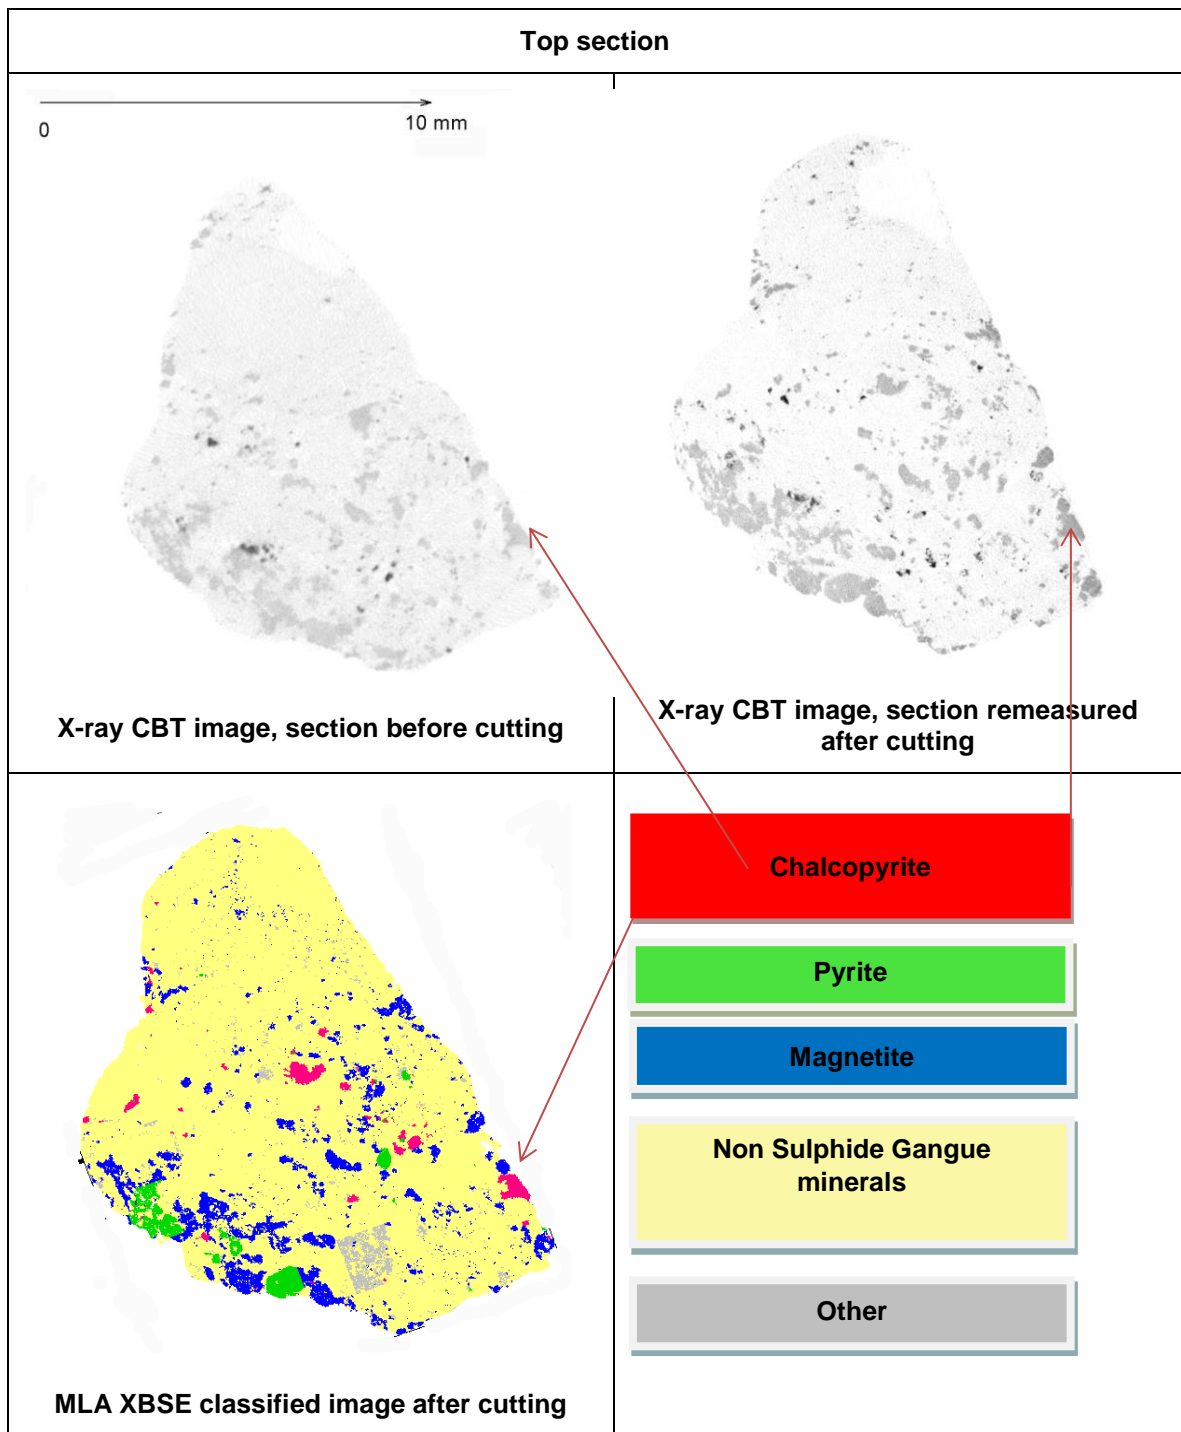 Top section
0
10 mm
X-ray CBT image, section before cutting
X-ray CBT image, section remeasured
after cutting
Chalcopyrite
Pyrite
Magnetite
Non Sulphide Gangue
minerals
Other
MLA XBSE classified image after cutting